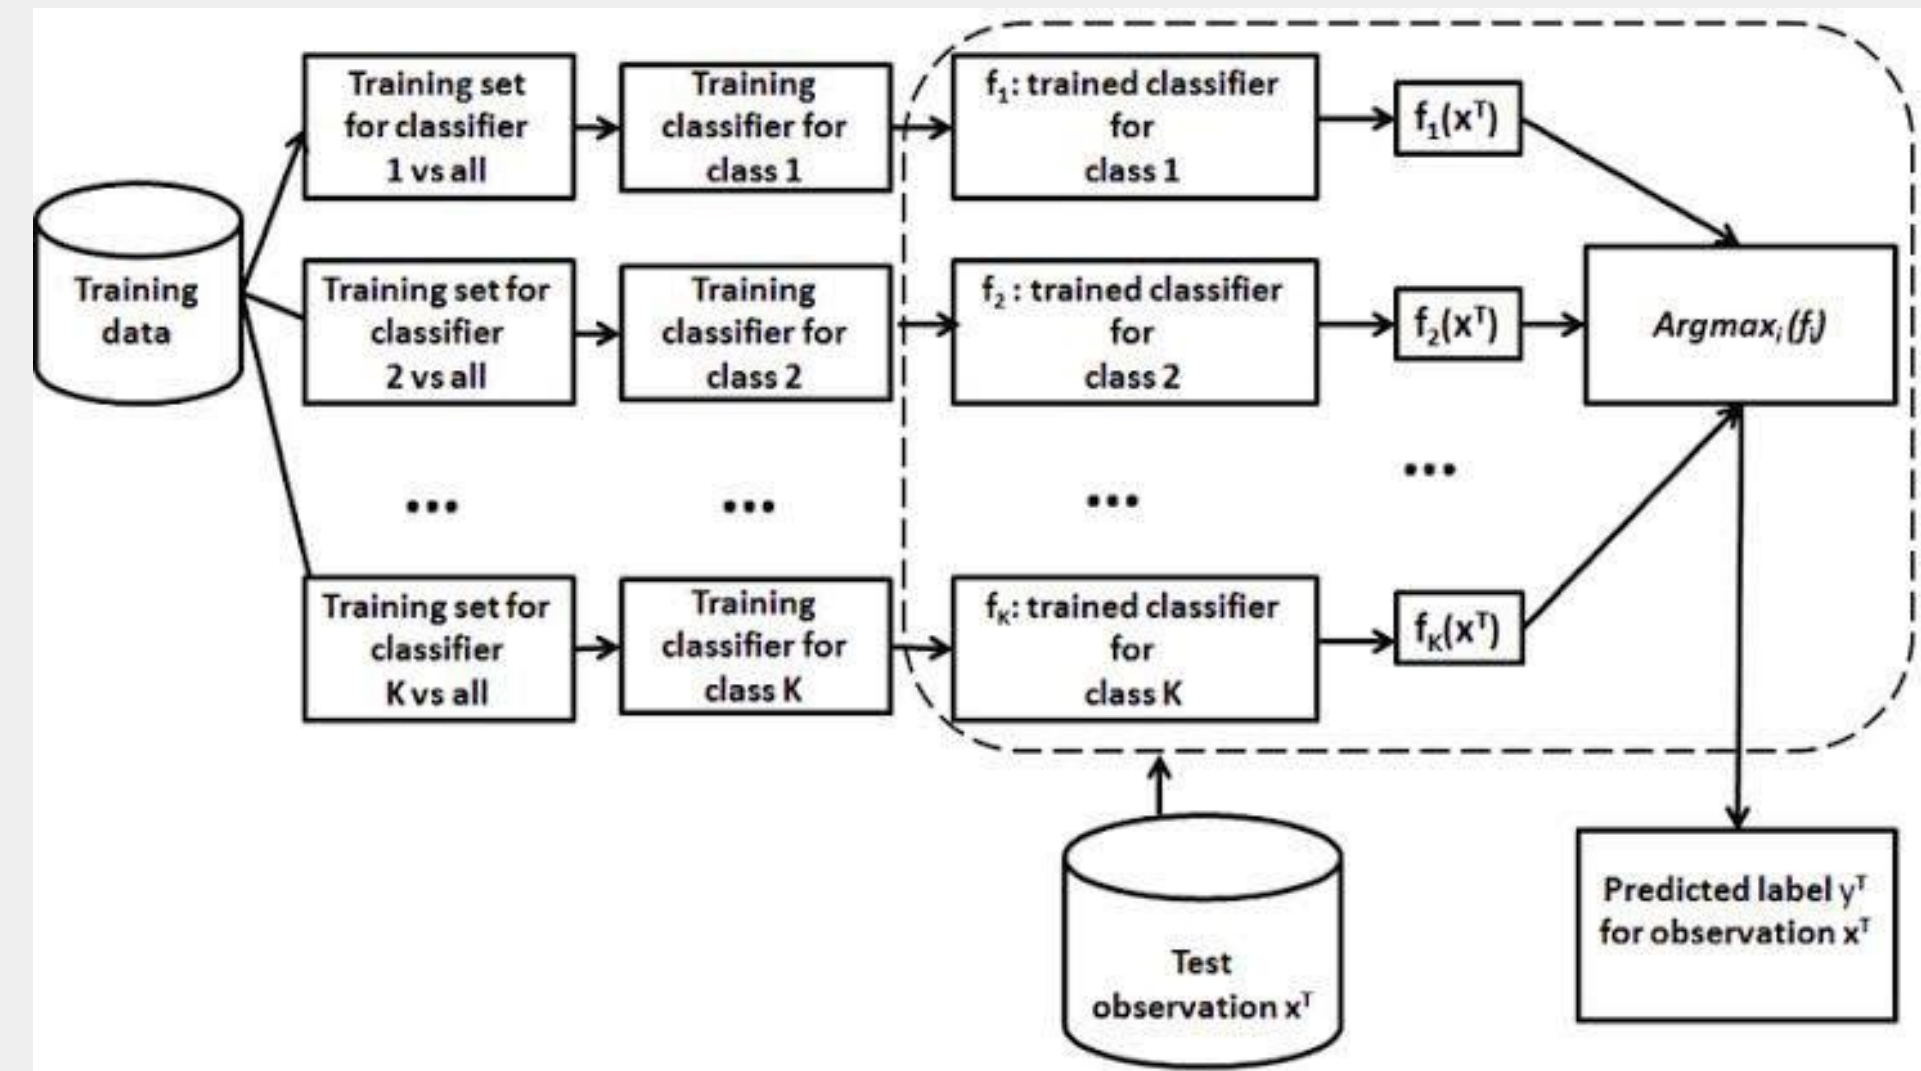 Training
data
Training set
for classifier
1 vs all
Training
classifier for
class 1
f₁: trained classifier
for
class 1
f₁(xᵀ)
Training set for
classifier
2 vs all
Training
classifier for
class 2
f₂ : trained classifier
for
class 2
f₂(xᵀ)
Argmaxᵢ (fᵢ)
...
...
...
...
Training set for
classifier
K vs all
Training
classifier for
class K
f_K: trained classifier
for
class K
f_K(xᵀ)
Test
observation xᵀ
Predicted label yᵀ
for observation xᵀ